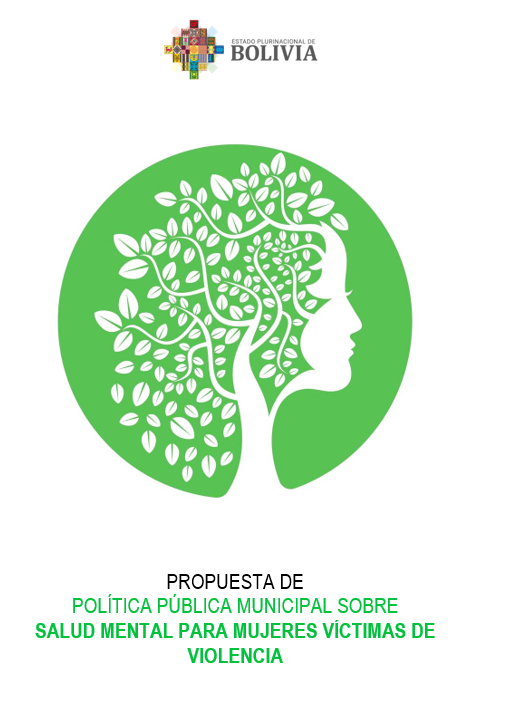 ESTADO PLURINACIONAL DE
BOLIVIA
PROPUESTA DE
POLÍTICA PÚBLICA MUNICIPAL SOBRE
SALUD MENTAL PARA MUJERES VÍCTIMAS DE
VIOLENCIA